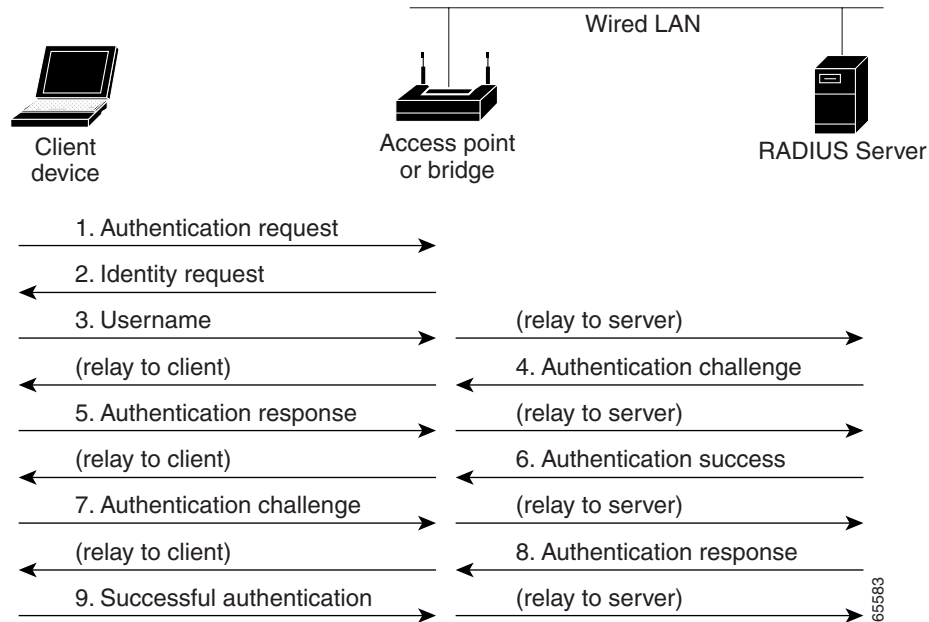 Wired LAN
Client
device
Access point
or bridge
RADIUS Server
1. Authentication request
2. Identity request
3. Username
(relay to server)
(relay to client)
4. Authentication challenge
5. Authentication response
(relay to server)
(relay to client)
6. Authentication success
7. Authentication challenge
(relay to server)
(relay to client)
8. Authentication response
9. Successful authentication
(relay to server)
65583